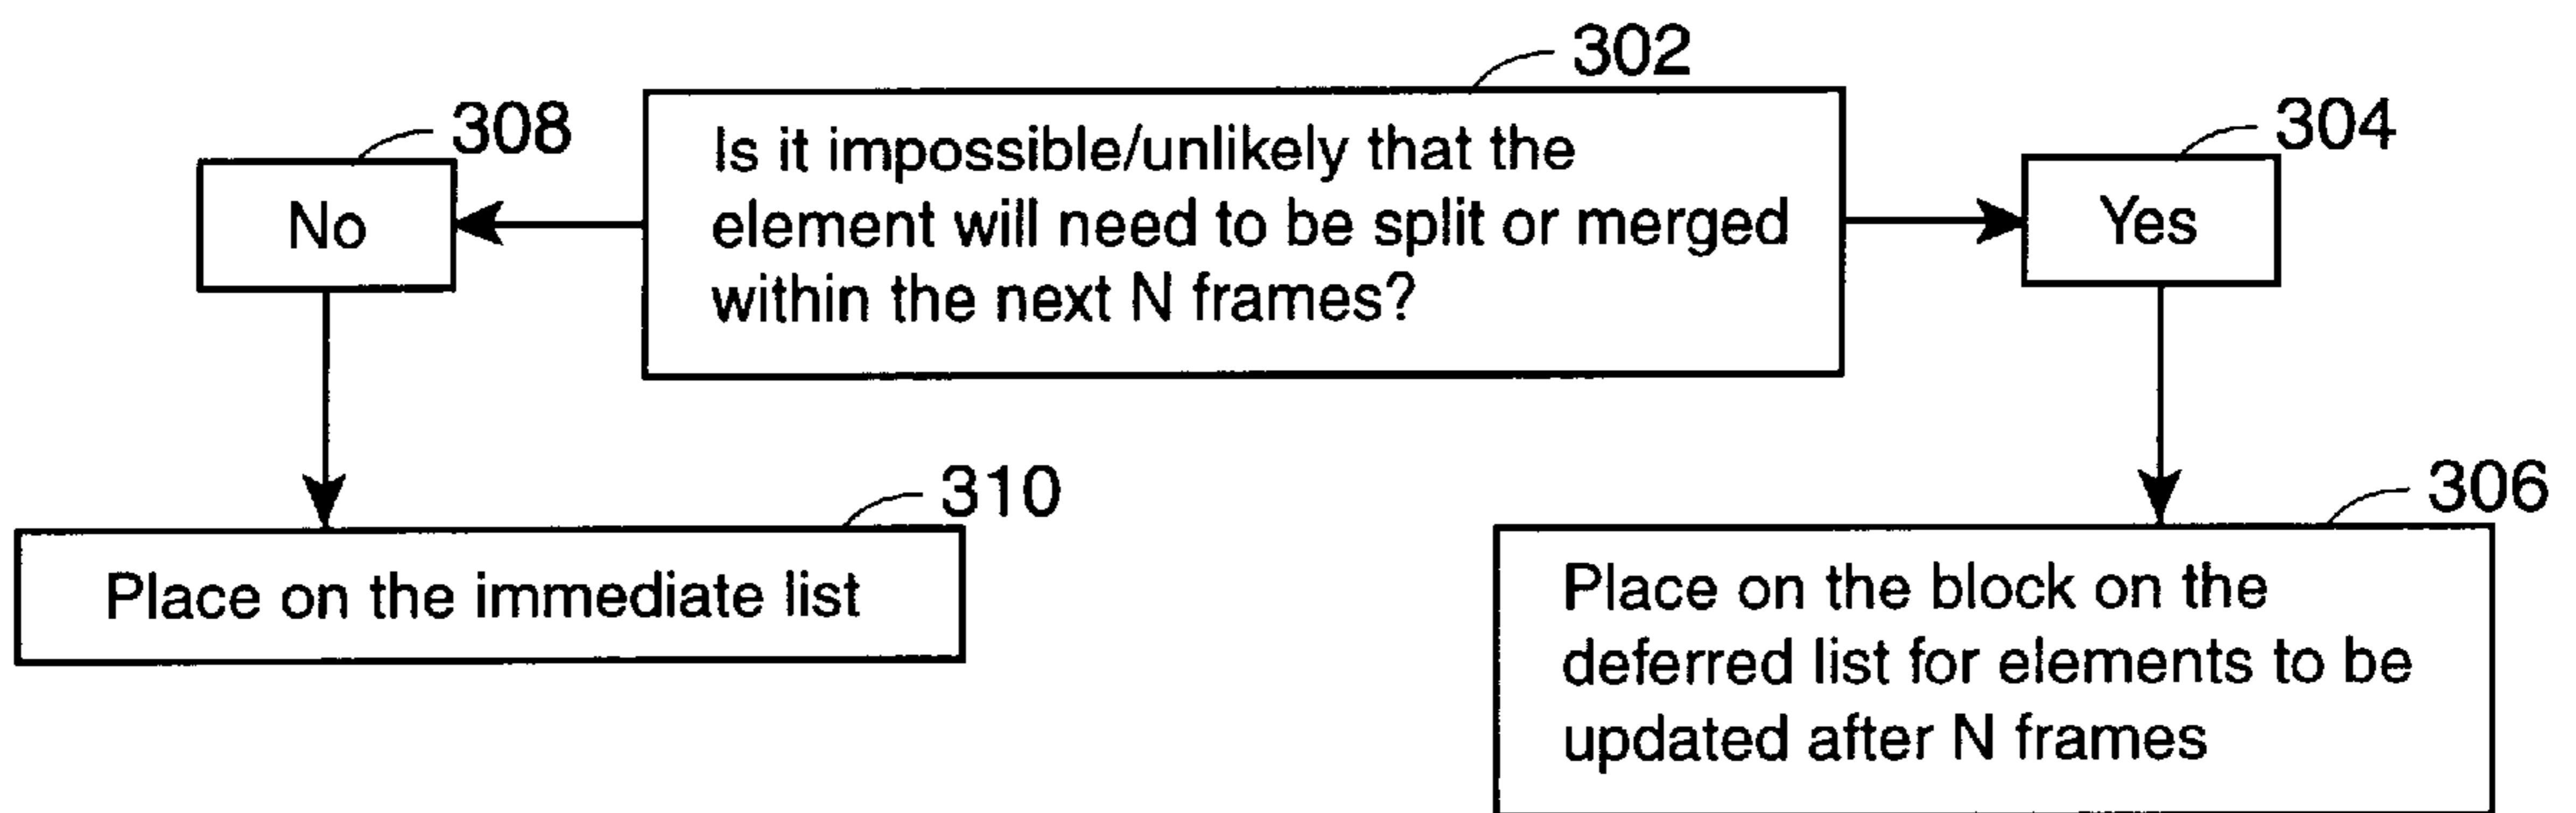 302
Is it impossible/unlikely that the
element will need to be split or merged
within the next N frames?
308
No
304
Yes
310
Place on the immediate list
306
Place on the block on the
deferred list for elements to be
updated after N frames